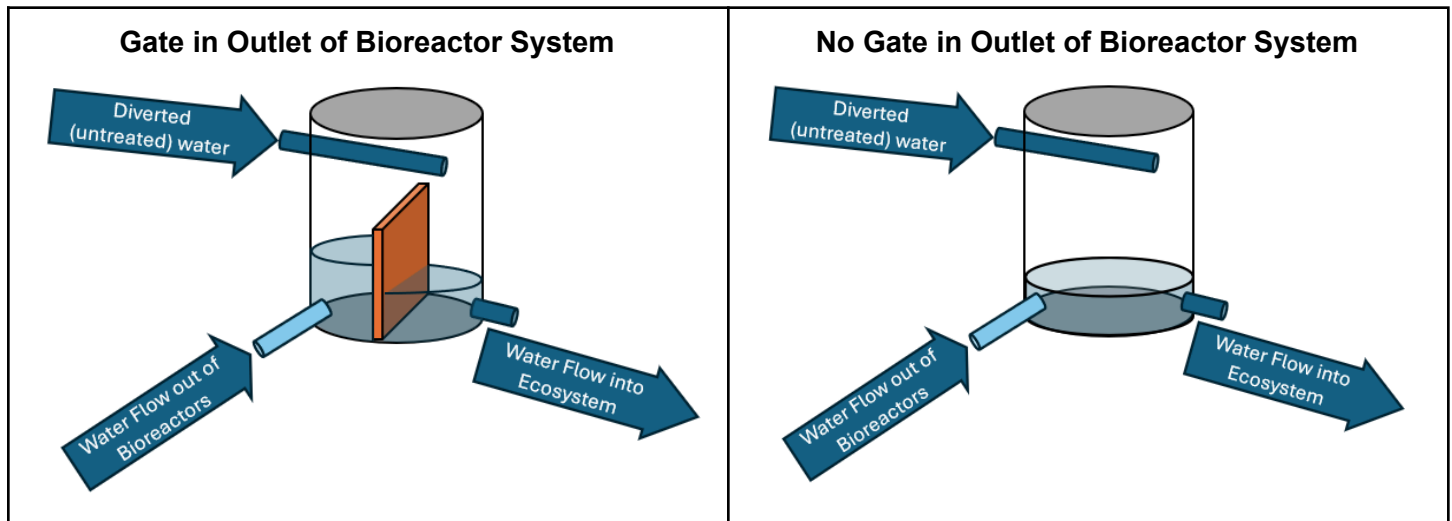 Gate in Outlet of Bioreactor System
Diverted
(untreated) water
Water Flow out of
Bioreactors
Water Flow into
Ecosystem
No Gate in Outlet of Bioreactor System
Diverted
(untreated) water
Water Flow out of
Bioreactors
Water Flow into
Ecosystem